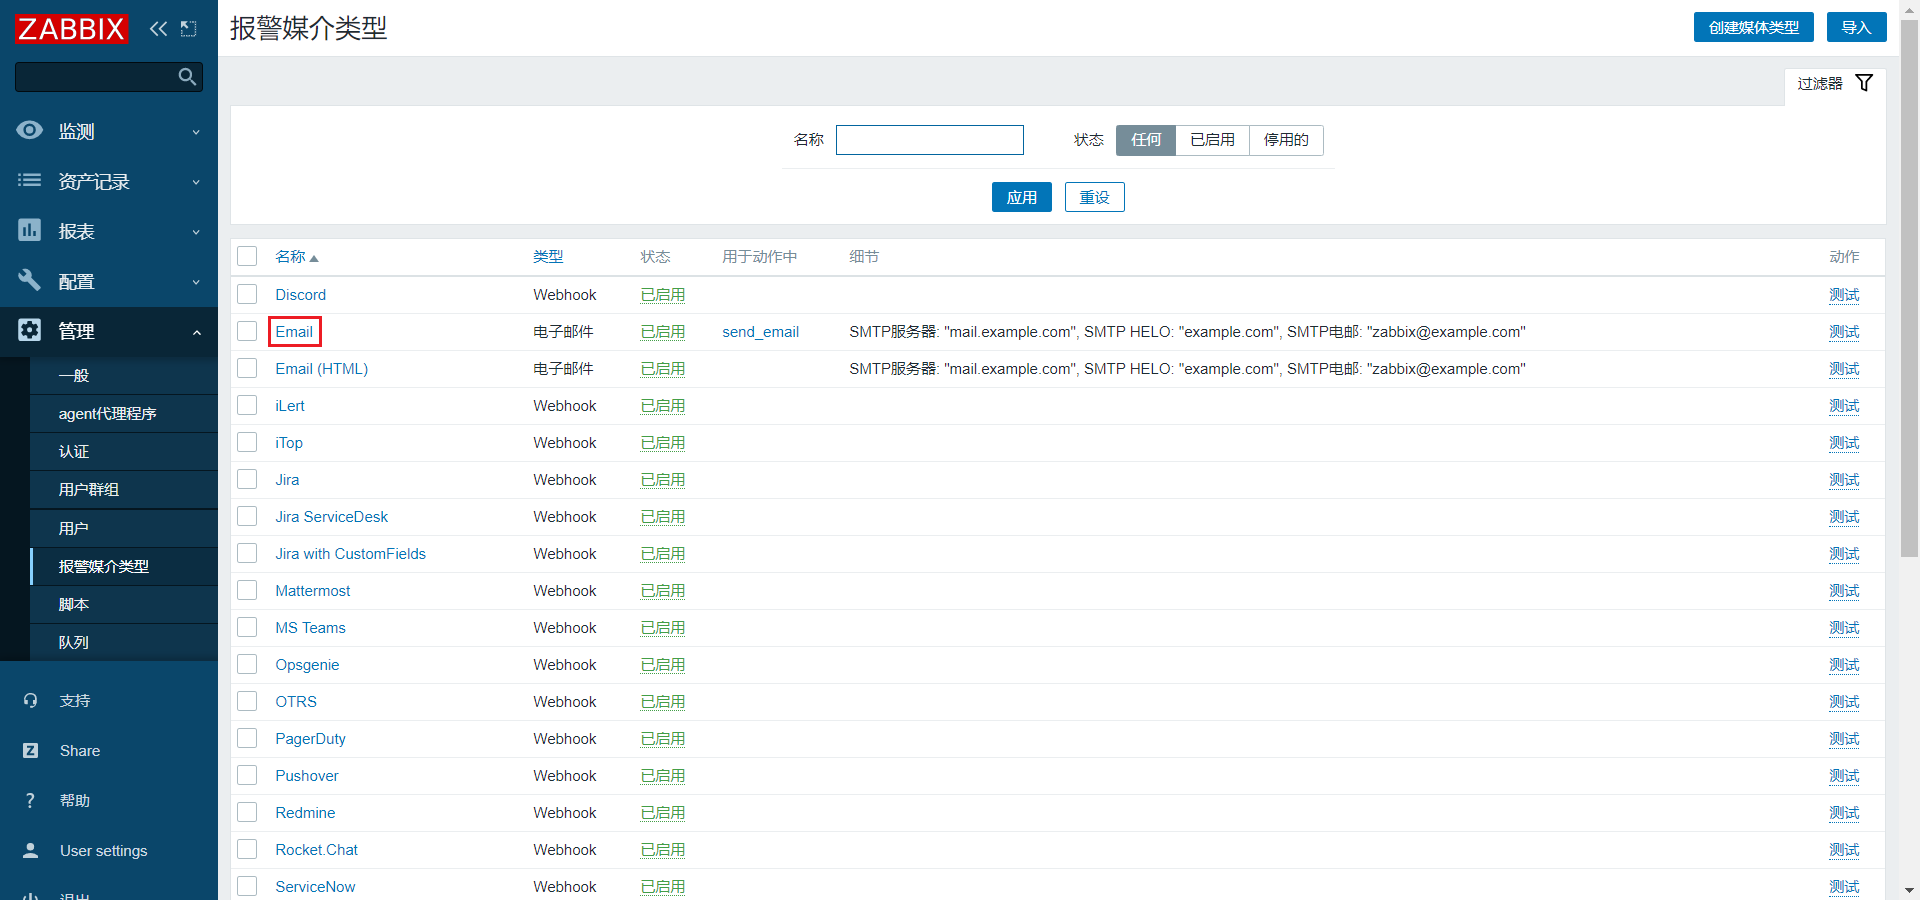 ZABBIX
监测
资产记录
报表
配置
管理
一般
agent代理程序
认证
用户群组
用户
报警媒介类型
脚本
队列
支持
Share
帮助
User settings
退出
报警媒介类型
创建媒体类型 导入
过滤器
名称 状态 任何 已启用 停用的
应用 重设
名称 类型 状态 用于动作中 细节 动作
Discord Webhook 已启用 测试
Email 电子邮件 已启用 send_email SMTP服务器: "mail.example.com", SMTP HELO: "example.com", SMTP电邮: "zabbix@example.com" 测试
Email (HTML) 电子邮件 已启用 SMTP服务器: "mail.example.com", SMTP HELO: "example.com", SMTP电邮: "zabbix@example.com" 测试
iLert Webhook 已启用 测试
iTop Webhook 已启用 测试
Jira Webhook 已启用 测试
Jira ServiceDesk Webhook 已启用 测试
Jira with CustomFields Webhook 已启用 测试
Mattermost Webhook 已启用 测试
MS Teams Webhook 已启用 测试
Opsgenie Webhook 已启用 测试
OTRS Webhook 已启用 测试
PagerDuty Webhook 已启用 测试
Pushover Webhook 已启用 测试
Redmine Webhook 已启用 测试
Rocket.Chat Webhook 已启用 测试
ServiceNow Webhook 已启用 测试